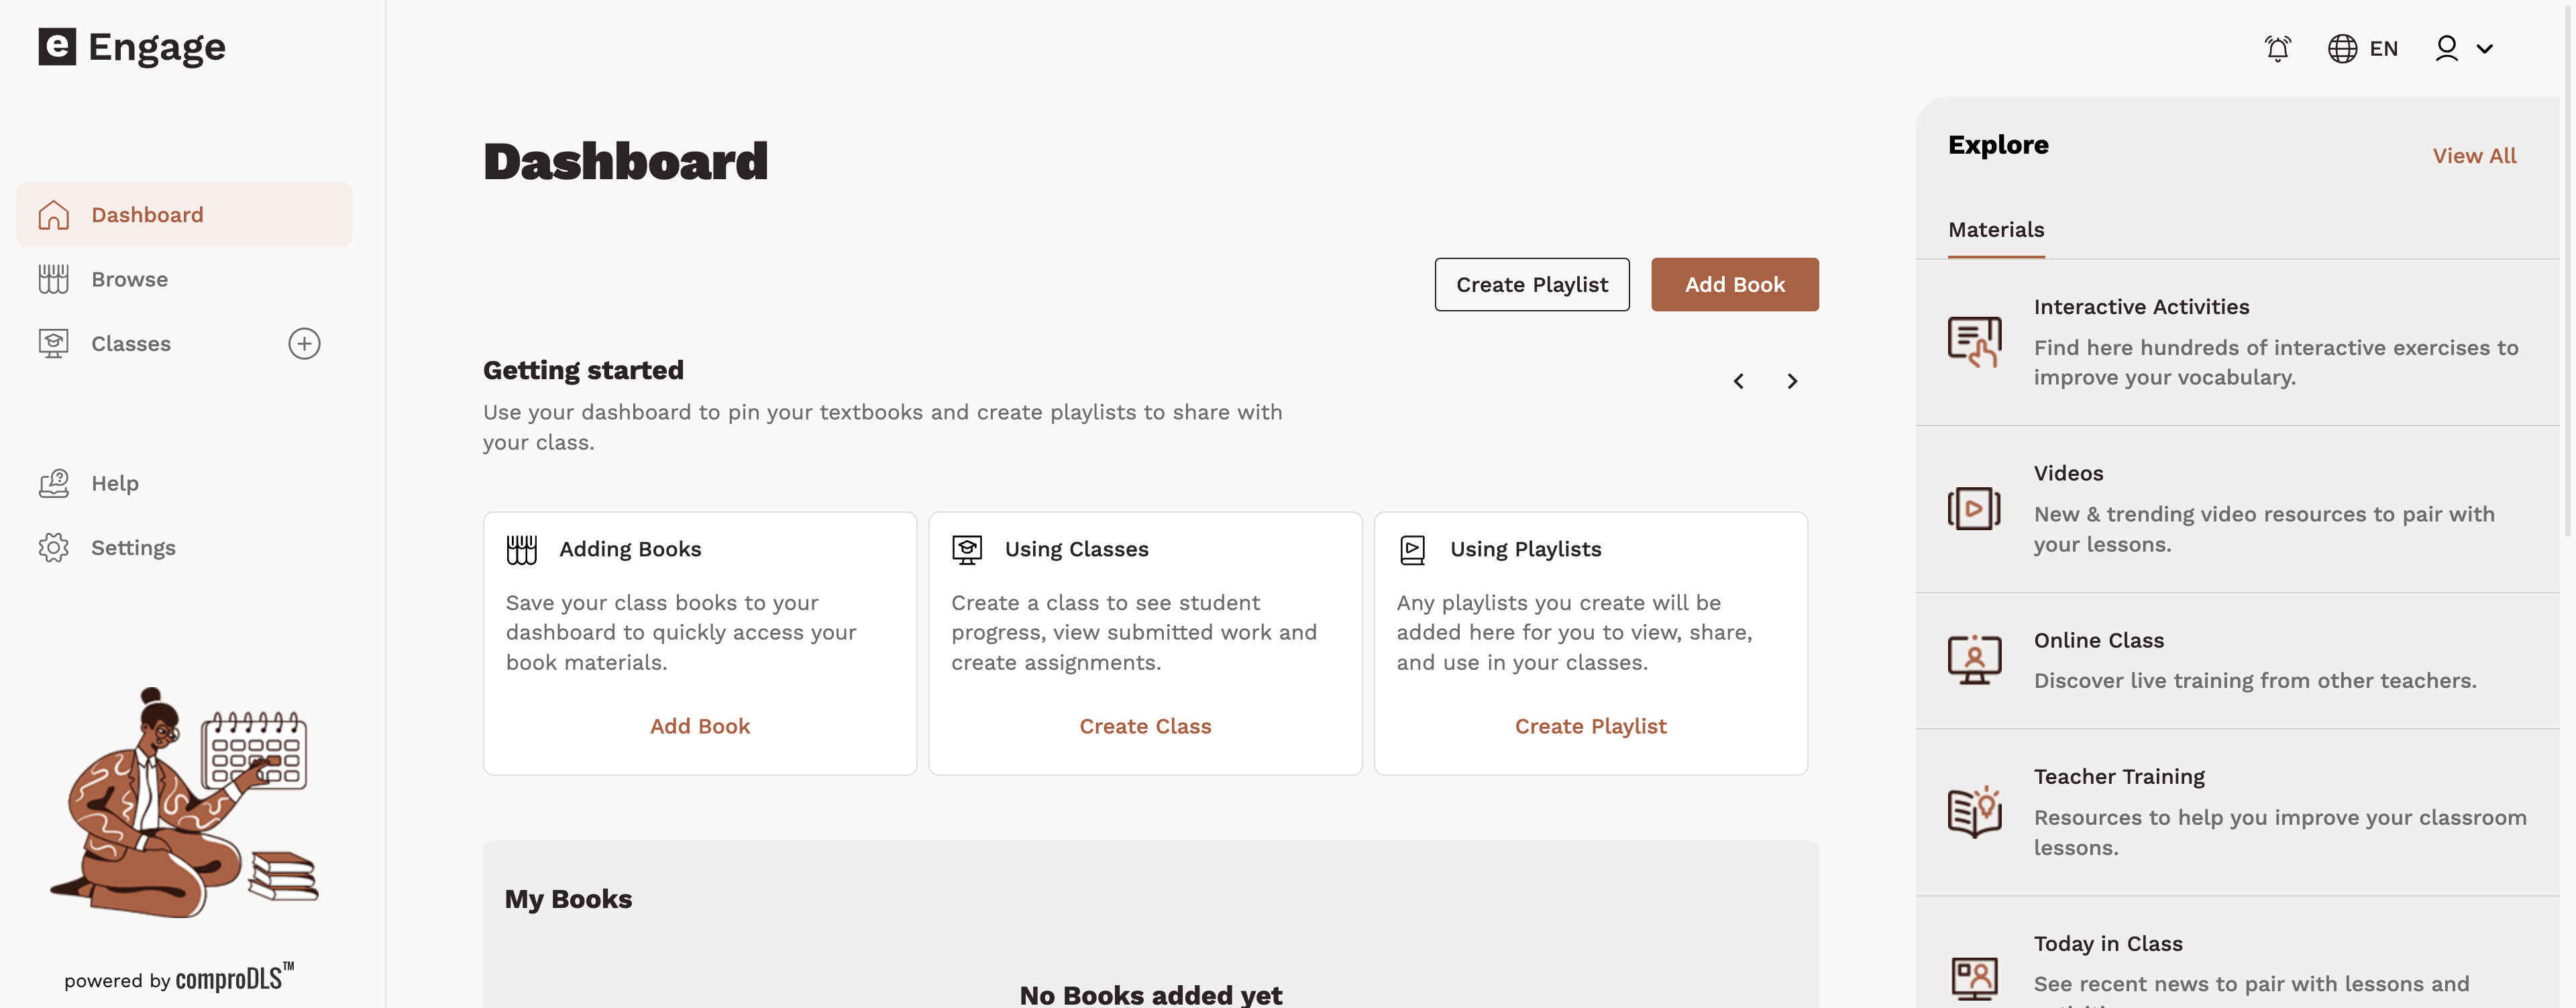 e Engage
EN
Dashboard
Browse
Classes
Help
Settings
powered by comproDLS™
Dashboard
Create Playlist
Add Book
Getting started
Use your dashboard to pin your textbooks and create playlists to share with
your class.
Adding Books
Save your class books to your
dashboard to quickly access your
book materials.
Add Book
Using Classes
Create a class to see student
progress, view submitted work and
create assignments.
Create Class
Using Playlists
Any playlists you create will be
added here for you to view, share,
and use in your classes.
Create Playlist
My Books
No Books added yet
Explore
View All
Materials
Interactive Activities
Find here hundreds of interactive exercises to
improve your vocabulary.
Videos
New & trending video resources to pair with
your lessons.
Online Class
Discover live training from other teachers.
Teacher Training
Resources to help you improve your classroom
lessons.
Today in Class
See recent news to pair with lessons and